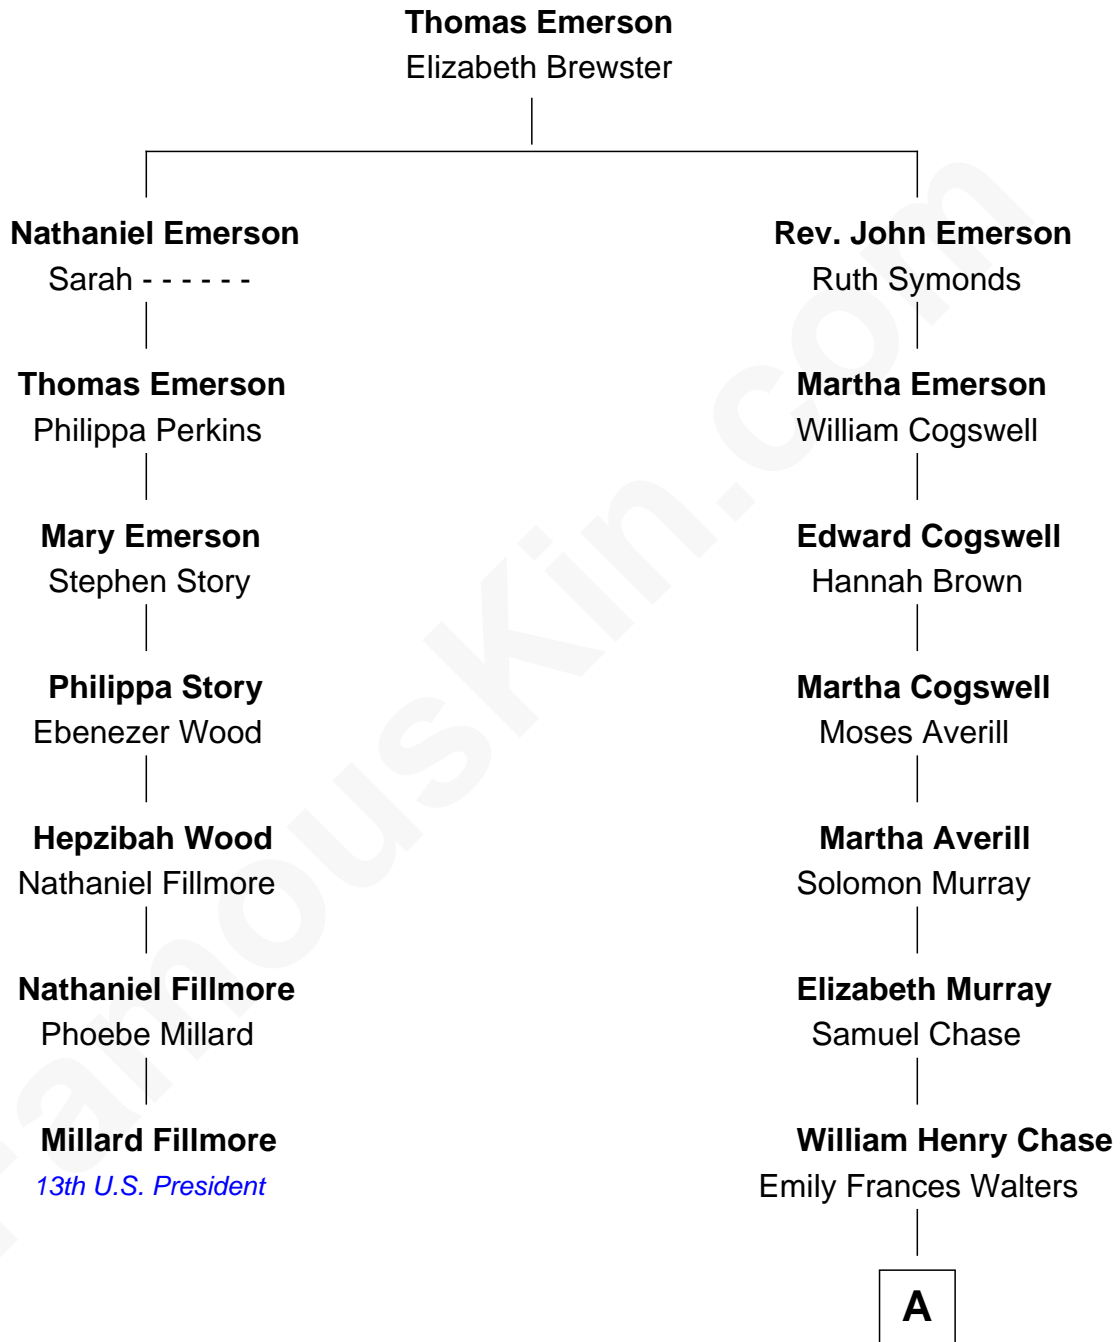 Thomas Emerson
Elizabeth Brewster
Nathaniel Emerson
Sarah - - - - - -
Rev. John Emerson
Ruth Symonds
Thomas Emerson
Philippa Perkins
Martha Emerson
William Cogswell
Mary Emerson
Stephen Story
Edward Cogswell
Hannah Brown
Philippa Story
Ebenezer Wood
Martha Cogswell
Moses Averill
Hepzibah Wood
Nathaniel Fillmore
Martha Averill
Solomon Murray
Nathaniel Fillmore
Phoebe Millard
Elizabeth Murray
Samuel Chase
Millard Fillmore
13th U.S. President
William Henry Chase
Emily Frances Walters
A
FamousKin.com